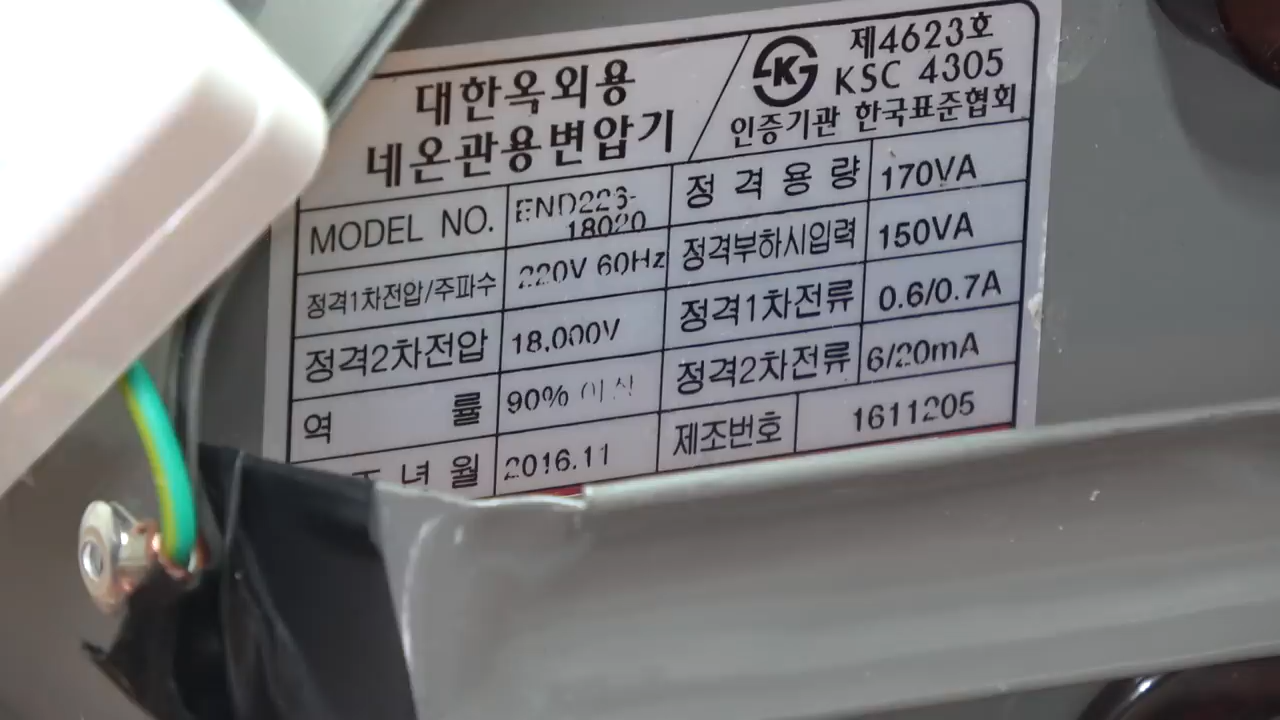 대한옥외용
네온관용변압기
제4623호
KSC 4305
인증기관 한국표준협회
MODEL NO. END226-18020
정격용량 170VA
정격1차전압/주파수 220V 60Hz
정격부하시입력 150VA
정격2차전압 18,000V
정격1차전류 0.6/0.7A
역률 90% 이상
정격2차전류 6/20mA
년월 2016.11
제조번호 1611205